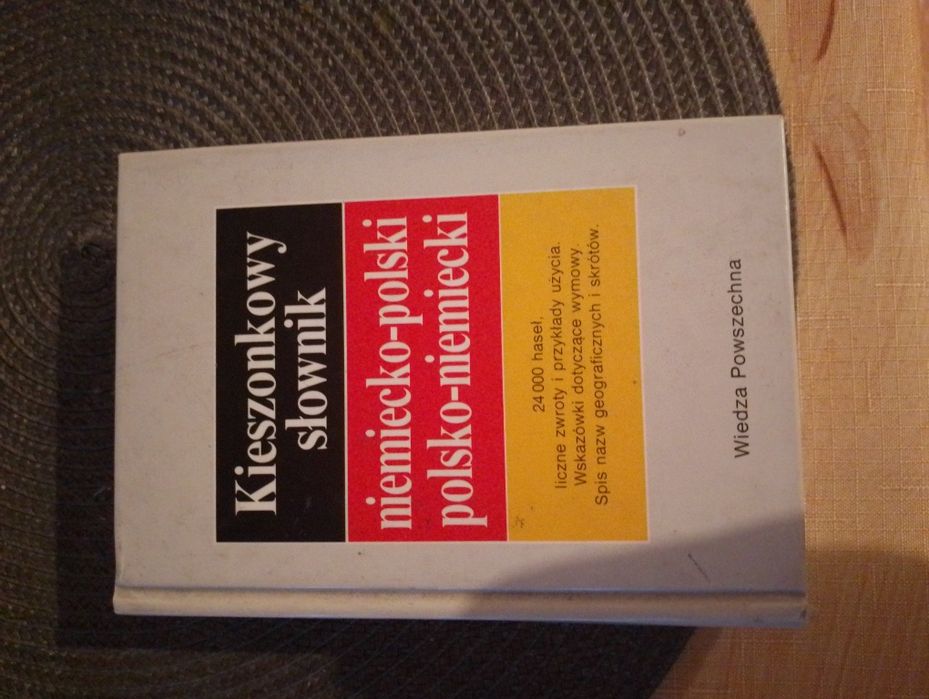 Kieszonkowy
słownik
niemiecko-polski
polsko-niemiecki
24 000 haseł,
liczne zwroty i przykłady użycia.
Wskazówki dotyczące wymowy.
Spis nazw geograficznych i skrótów.
Wiedza Powszechna